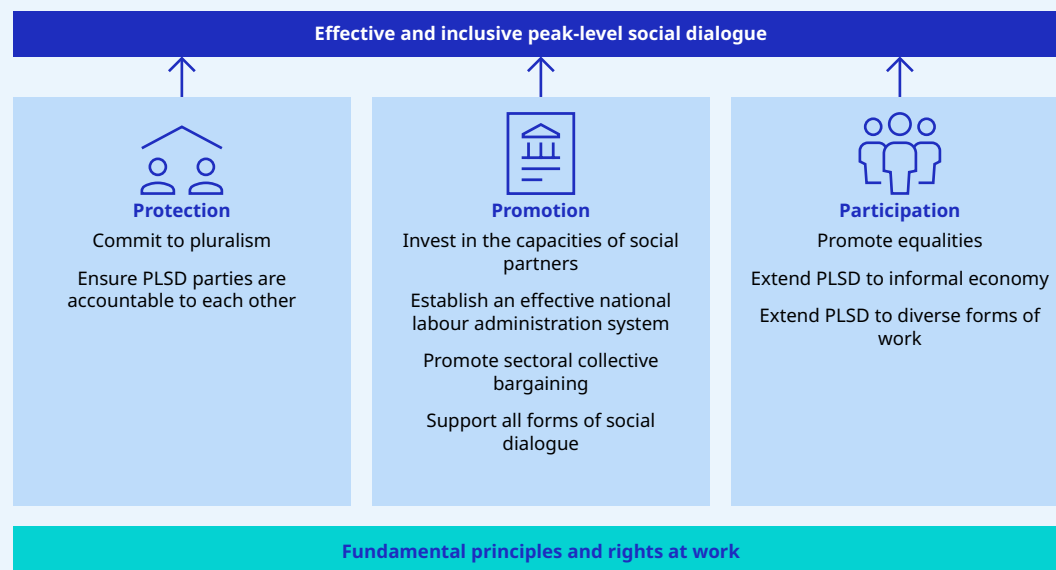 Effective and inclusive peak-level social dialogue
Protection
Commit to pluralism
Ensure PLSD parties are
accountable to each other
Promotion
Invest in the capacities of social
partners
Establish an effective national
labour administration system
Promote sectoral collective
bargaining
Support all forms of social
dialogue
Participation
Promote equalities
Extend PLSD to informal economy
Extend PLSD to diverse forms of
work
Fundamental principles and rights at work